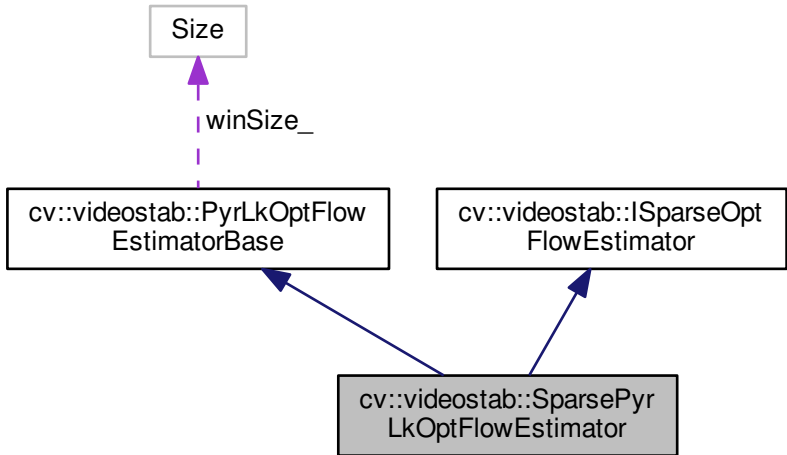 Size
winSize_
cv::videostab::PyrLkOptFlow
EstimatorBase
cv::videostab::ISparseOpt
FlowEstimator
cv::videostab::SparsePyr
LkOptFlowEstimator